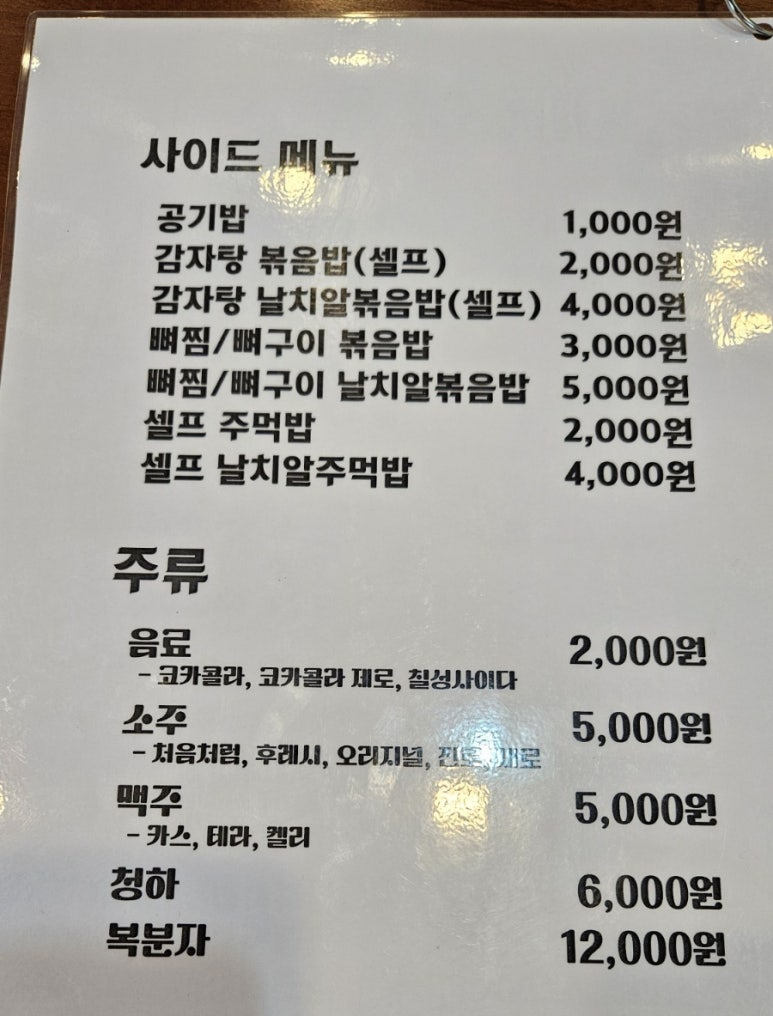 사이드 메뉴
공기밥 1,000원
감자탕 볶음밥(셀프) 2,000원
감자탕 날치알볶음밥(셀프) 4,000원
뼈찜/뼈구이 볶음밥 3,000원
뼈찜/뼈구이 날치알볶음밥 5,000원
셀프 주먹밥 2,000원
셀프 날치알주먹밥 4,000원
주류
음료 2,000원
- 코카콜라, 코카콜라 제로, 칠성사이다
소주 5,000원
- 처음처럼, 후레시, 오리지널, 진로, 새로
맥주 5,000원
- 카스, 테라, 켈리
청하 6,000원
복분자 12,000원